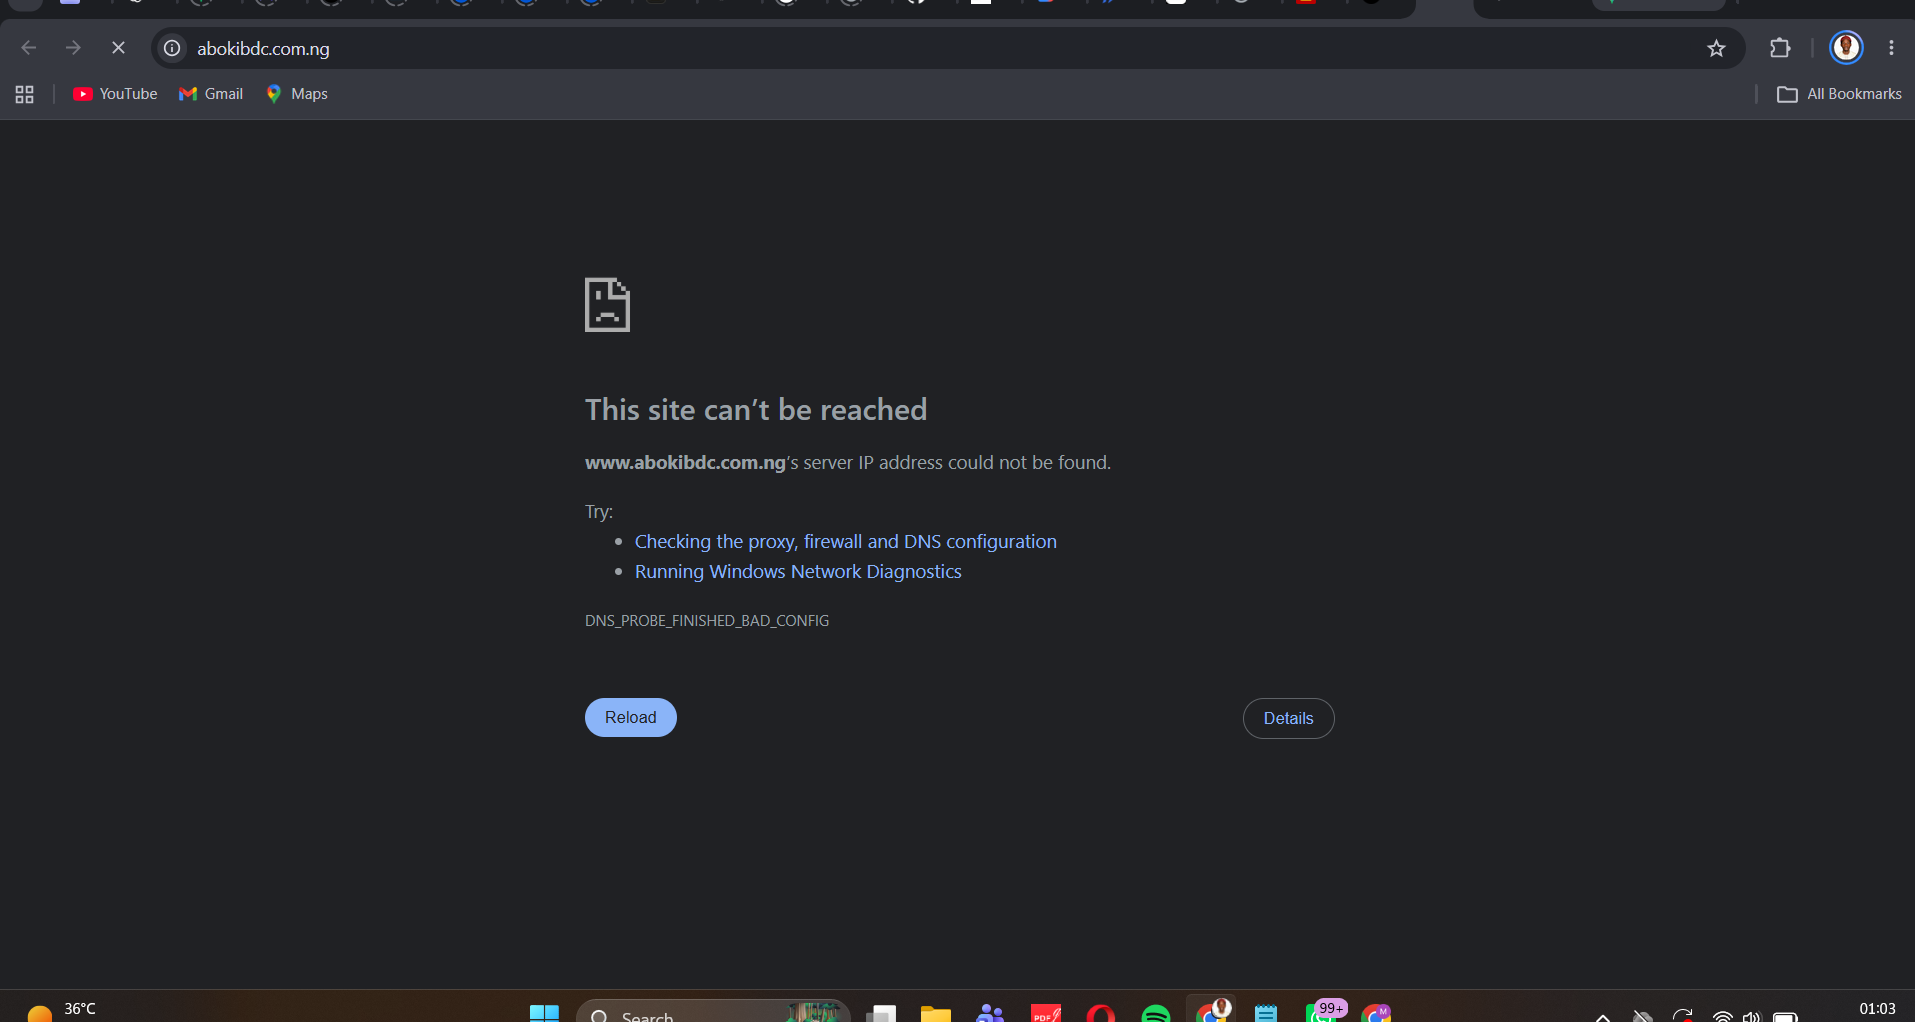 abokibdc.com.ng
YouTube
Gmail
Maps
All Bookmarks
This site can’t be reached
www.abokibdc.com.ng’s server IP address could not be found.
Try:
Checking the proxy, firewall and DNS configuration
Running Windows Network Diagnostics
DNS_PROBE_FINISHED_BAD_CONFIG
Reload
Details
36°C
Search
PDF
99+
M
01:03